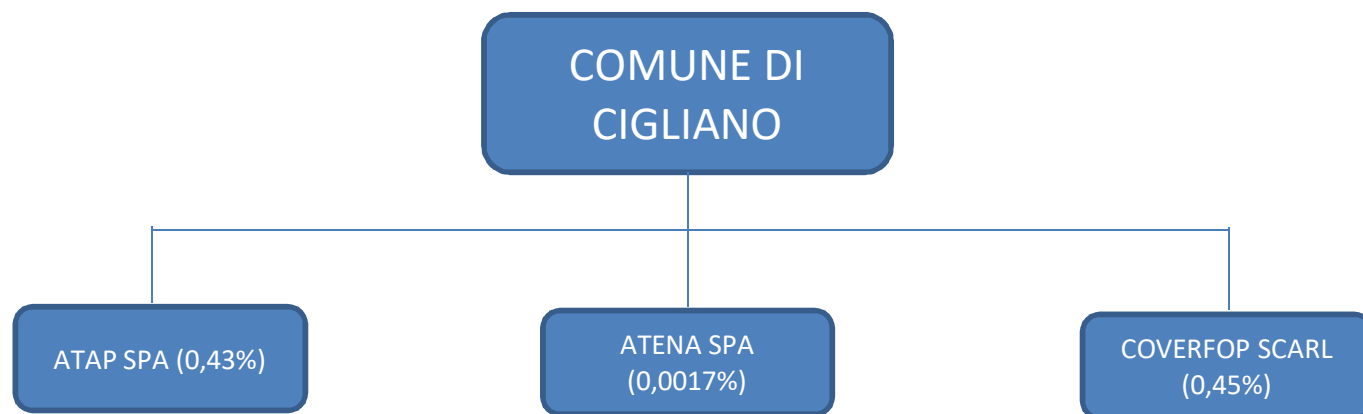 COMUNE DI
CIGLIANO
ATAP SPA (0,43%)
ATENA SPA
(0,0017%)
COVERFOP SCARL
(0,45%)